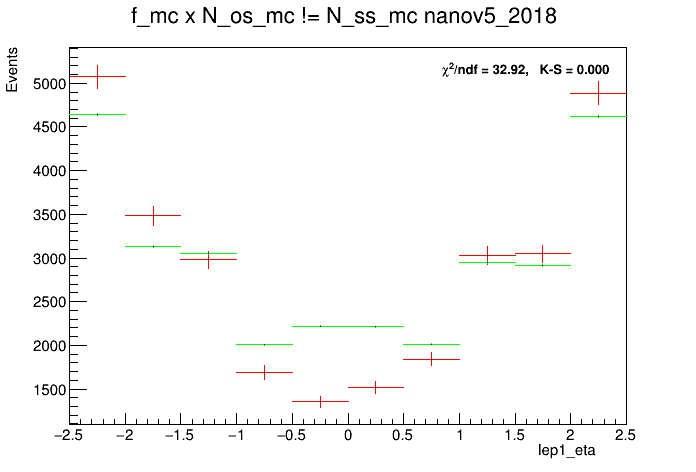 f_mc x N_os_mc != N_ss_mc nanov5_2018
Events
χ²/ndf = 32.92, K-S = 0.000
5000
4500
4000
3500
3000
2500
2000
1500
−2.5 −2 −1.5 −1 −0.5 0 0.5 1 1.5 2 2.5
lep1_eta